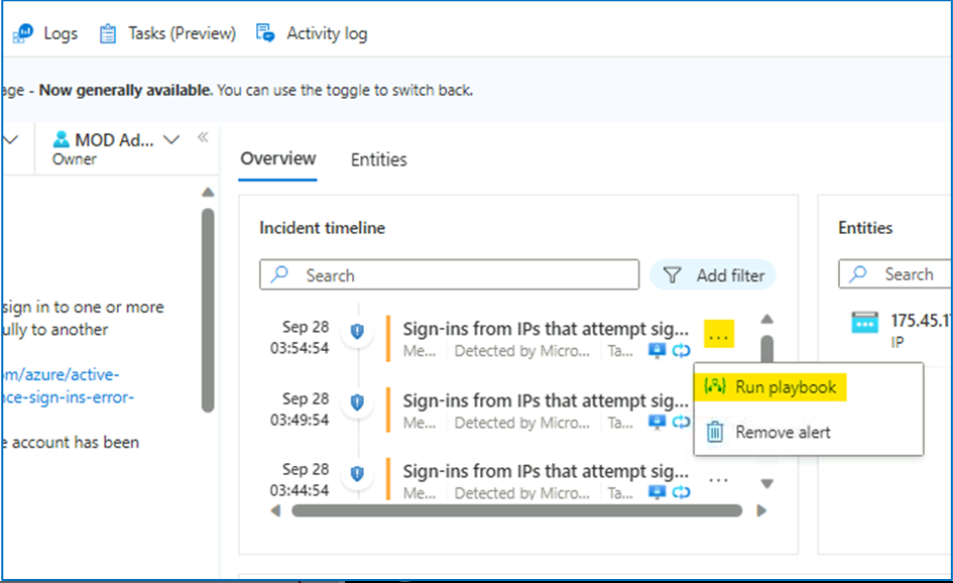 Logs Tasks (Preview) Activity log
age - Now generally available. You can use the toggle to switch back.
MOD Ad...
Owner
Overview Entities
sign in to one or more
ully to another
om/azure/active-
nce-sign-ins-error-
e account has been
Incident timeline
Search Add filter
Sep 28
03:54:54
Sign-ins from IPs that attempt sig... ...
Me... Detected by Micro... Ta...
Sep 28
03:49:54
Sign-ins from IPs that attempt sig...
Me... Detected by Micro... Ta...
Sep 28
03:44:54
Sign-ins from IPs that attempt sig... ...
Me... Detected by Micro... Ta...
Run playbook
Remove alert
Entities
Search
175.45.1
IP